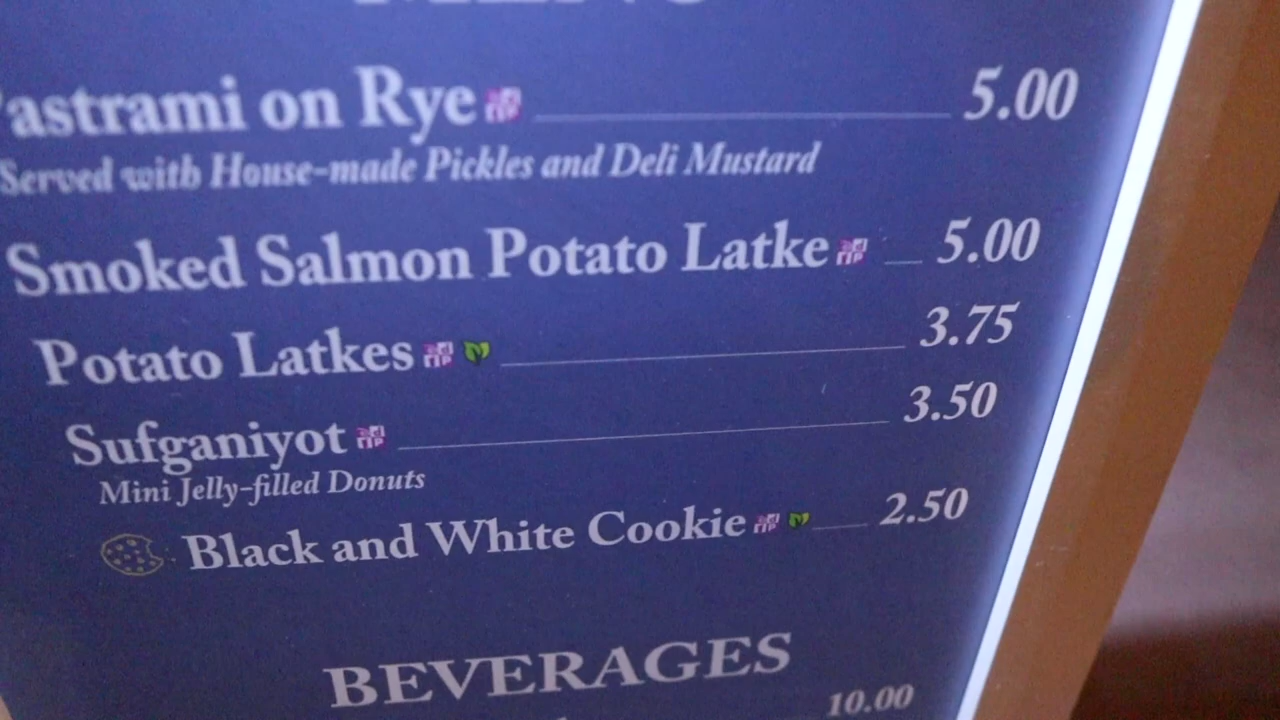 MENU
Pastrami on Rye 5.00
Served with House-made Pickles and Deli Mustard
Smoked Salmon Potato Latke 5.00
Potato Latkes 3.75
Sufganiyot 3.50
Mini Jelly-filled Donuts
Black and White Cookie 2.50
BEVERAGES
10.00